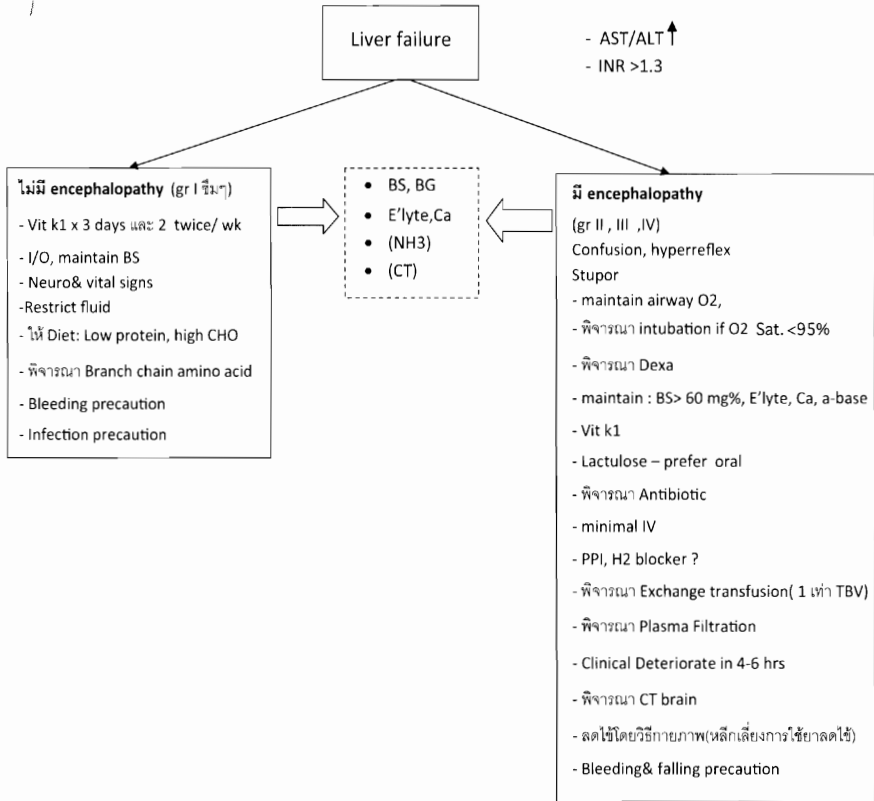 Liver failure
- AST/ALT ↑
- INR >1.3
ไม่มี encephalopathy (gr I ซึมๆ)
- Vit k1 x 3 days และ 2 twice/ wk
- I/O, maintain BS
- Neuro& vital signs
-Restrict fluid
- ให้ Diet: Low protein, high CHO
- พิจารณา Branch chain amino acid
- Bleeding precaution
- Infection precaution
• BS, BG
• E'lyte,Ca
• (NH3)
• (CT)
มี encephalopathy
(gr II , III ,IV)
Confusion, hyperreflex
Stupor
- maintain airway O2,
- พิจารณา intubation if O2 Sat. <95%
- พิจารณา Dexa
- maintain : BS> 60 mg%, E'lyte, Ca, a-base
- Vit k1
- Lactulose – prefer oral
- พิจารณา Antibiotic
- minimal IV
- PPI, H2 blocker ?
- พิจารณา Exchange transfusion( 1 เท่า TBV)
- พิจารณา Plasma Filtration
- Clinical Deteriorate in 4-6 hrs
- พิจารณา CT brain
- ลดไข้โดยวิธีกายภาพ(หลีกเลี่ยงการใช้ยาลดไข้)
- Bleeding& falling precaution